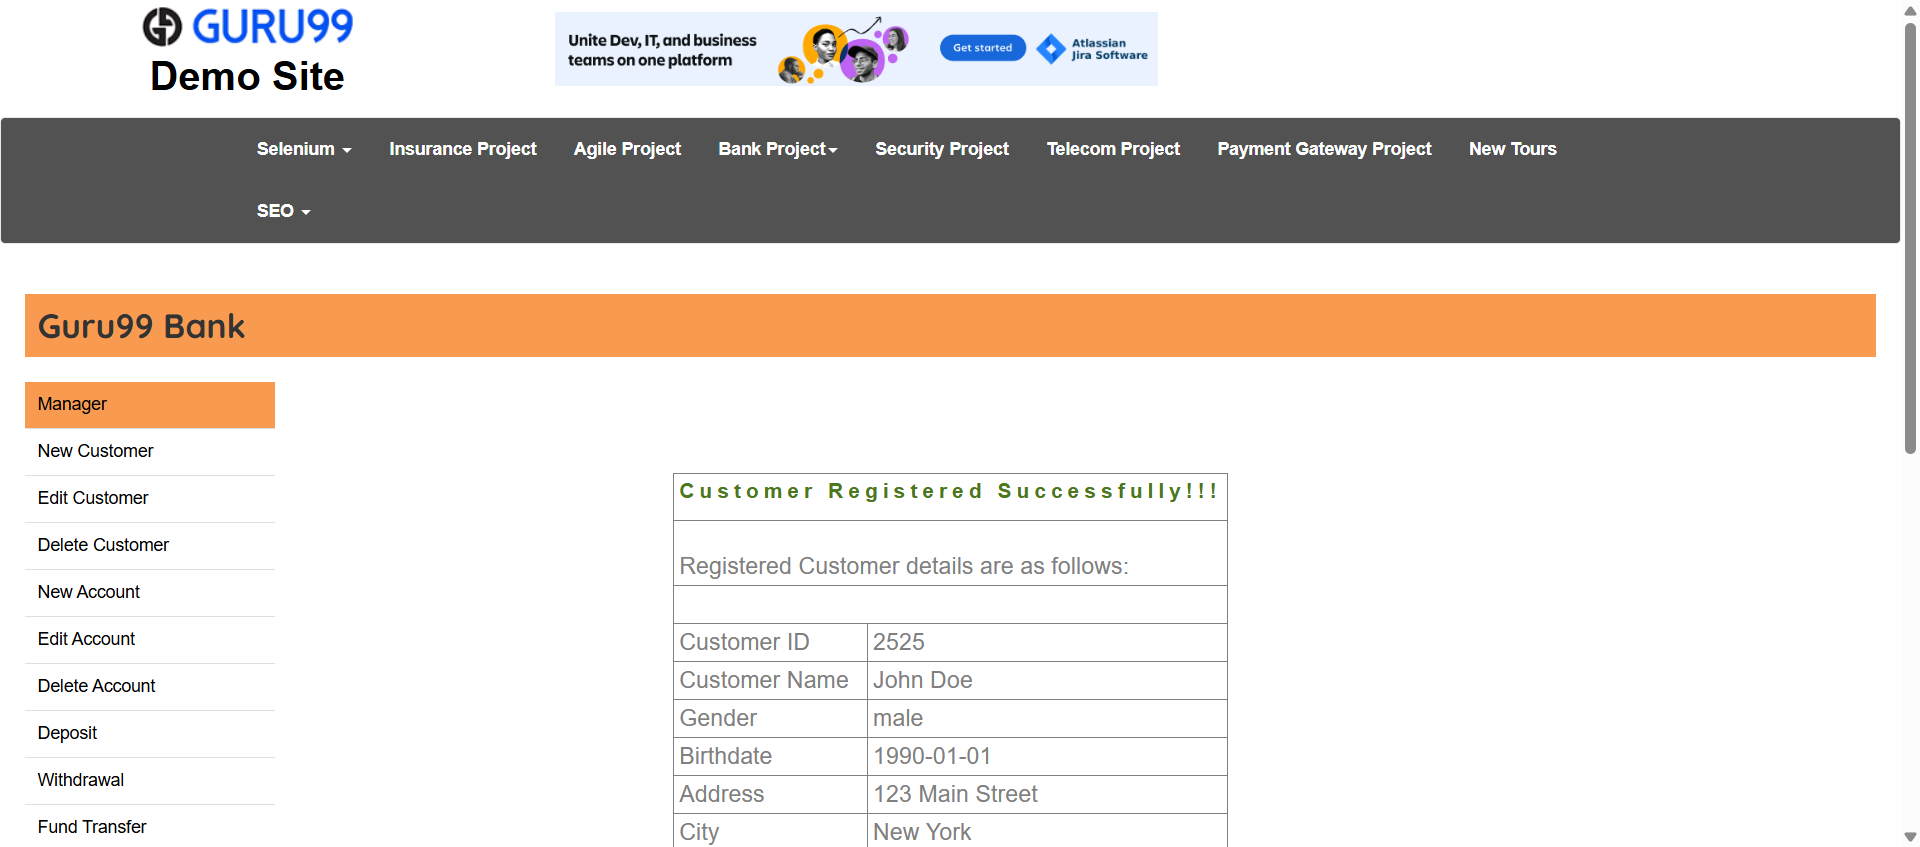 GURU99
Demo Site
Unite Dev, IT, and business
teams on one platform
Get started
Atlassian
Jira Software
Selenium
Insurance Project
Agile Project
Bank Project
Security Project
Telecom Project
Payment Gateway Project
New Tours
SEO
Guru99 Bank
Manager
New Customer
Edit Customer
Delete Customer
New Account
Edit Account
Delete Account
Deposit
Withdrawal
Fund Transfer
Customer Registered Successfully!!!
Registered Customer details are as follows:
Customer ID 2525
Customer Name John Doe
Gender male
Birthdate 1990-01-01
Address 123 Main Street
City New York